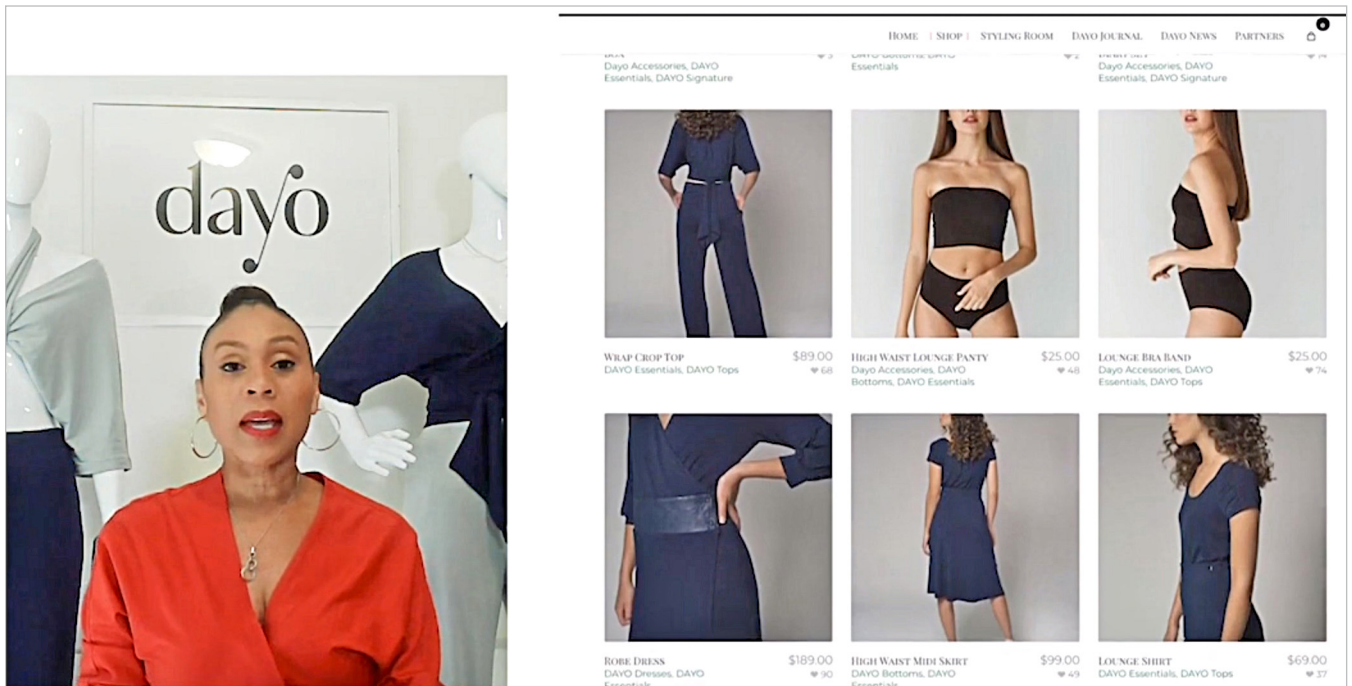 dayo
HOME SHOP STYLING ROOM DAYO JOURNAL DAYO NEWS PARTNERS
Dayo Accessories, DAYO
Essentials, DAYO Signature
Essentials
Dayo Accessories, DAYO
Essentials, DAYO Signature
WRAP CROP TOP $89.00
DAYO Essentials, DAYO Tops 68
HIGH WAIST LOUNGE PANTY $25.00
Dayo Accessories, DAYO 48
Bottoms, DAYO Essentials
LOUNGE BRA BAND $25.00
Dayo Accessories, DAYO 74
Essentials, DAYO Tops
ROBE DRESS $189.00
DAYO Dresses, DAYO 90
Essentials
HIGH WAIST MIDI SKIRT $99.00
DAYO Bottoms, DAYO 49
Essentials
LOUNGE SHIRT $69.00
DAYO Essentials, DAYO Tops 37